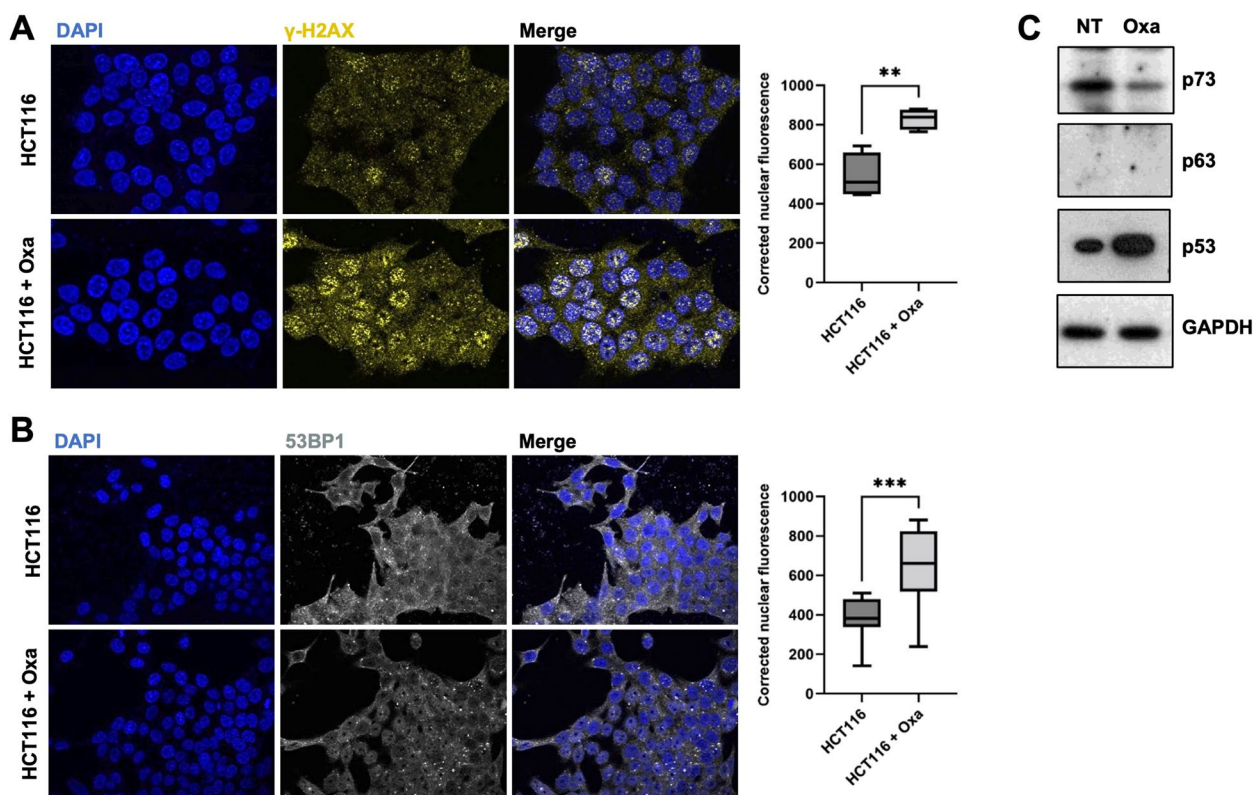 A
DAPI
γ-H2AX
Merge
HCT116
HCT116 + Oxa
Corrected nuclear fluorescence
1000
800
600
400
200
0
**
HCT116
HCT116 + Oxa
B
DAPI
53BP1
Merge
HCT116
HCT116 + Oxa
Corrected nuclear fluorescence
1000
800
600
400
200
0
***
HCT116
HCT116 + Oxa
C
NT Oxa
p73
p63
p53
GAPDH